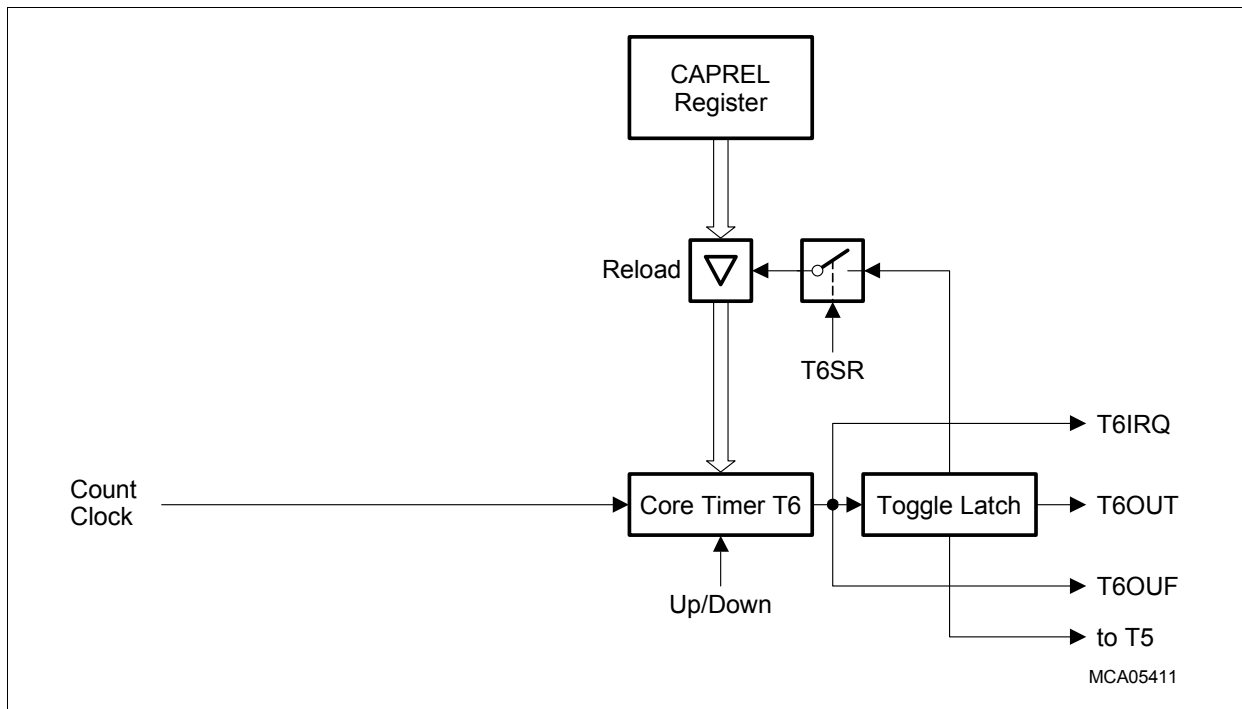 CAPREL
Register
Reload
T6SR
T6IRQ
Count
Clock
Core Timer T6
Toggle Latch
T6OUT
Up/Down
T6OUF
to T5
MCA05411